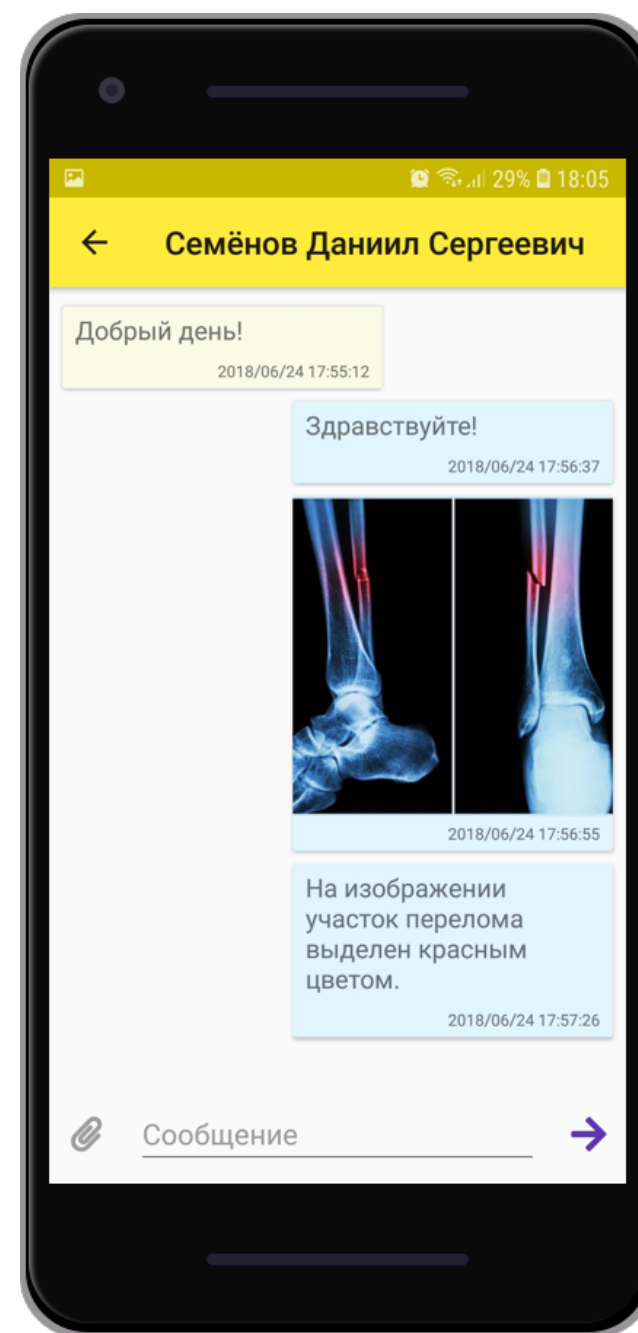 29% 18:05
Семёнов Даниил Сергеевич
Добрый день!
2018/06/24 17:55:12
Здравствуйте!
2018/06/24 17:56:37
2018/06/24 17:56:55
На изображении
участок перелома
выделен красным
цветом.
2018/06/24 17:57:26
Сообщение